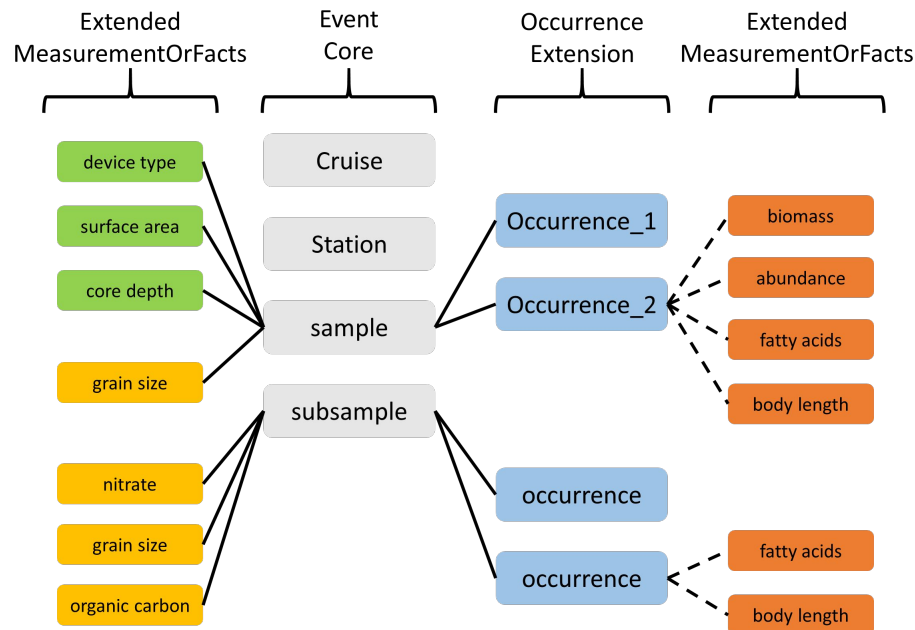 Extended
MeasurementOrFacts
Event
Core
Occurrence
Extension
Extended
MeasurementOrFacts
device type
surface area
core depth
grain size
nitrate
grain size
organic carbon
Cruise
Station
sample
subsample
Occurrence_1
Occurrence_2
occurrence
occurrence
biomass
abundance
fatty acids
body length
fatty acids
body length